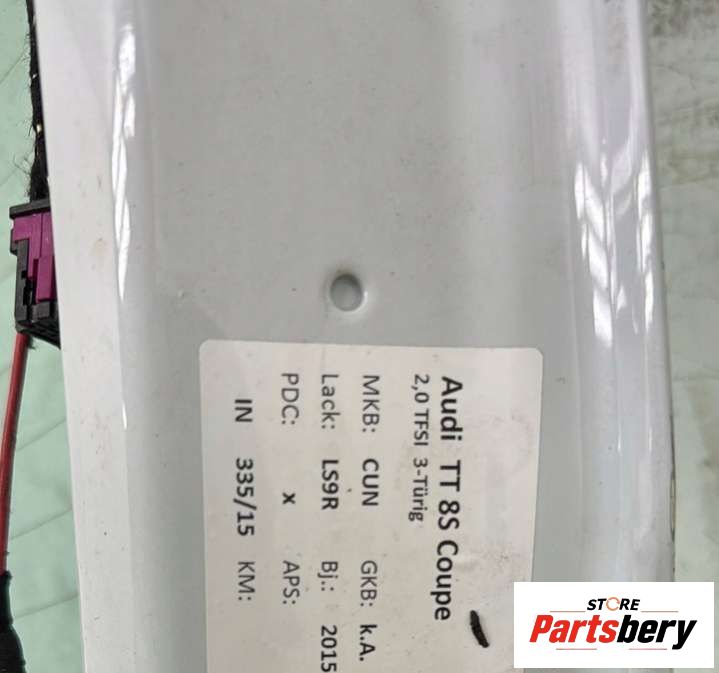 Audi TT 8S Coupe
2,0 TFSI 3-Türig
MKB: CUN GKB: k.A.
Lack: LS9R Bj.: 2015
PDC: x APS:
IN 335/15 KM:
STORE
Partsbery